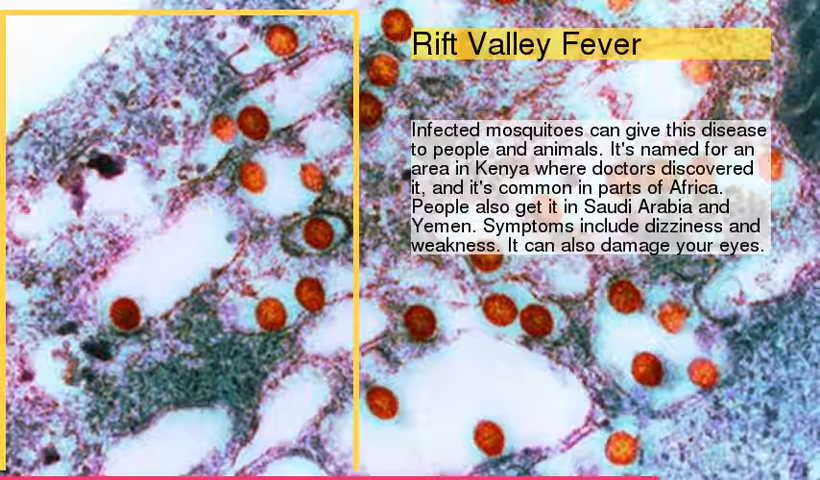 Rift Valley Fever
Infected mosquitoes can give this disease
to people and animals. It's named for an
area in Kenya where doctors discovered
it, and it's common in parts of Africa.
People also get it in Saudi Arabia and
Yemen. Symptoms include dizziness and
weakness. It can also damage your eyes.